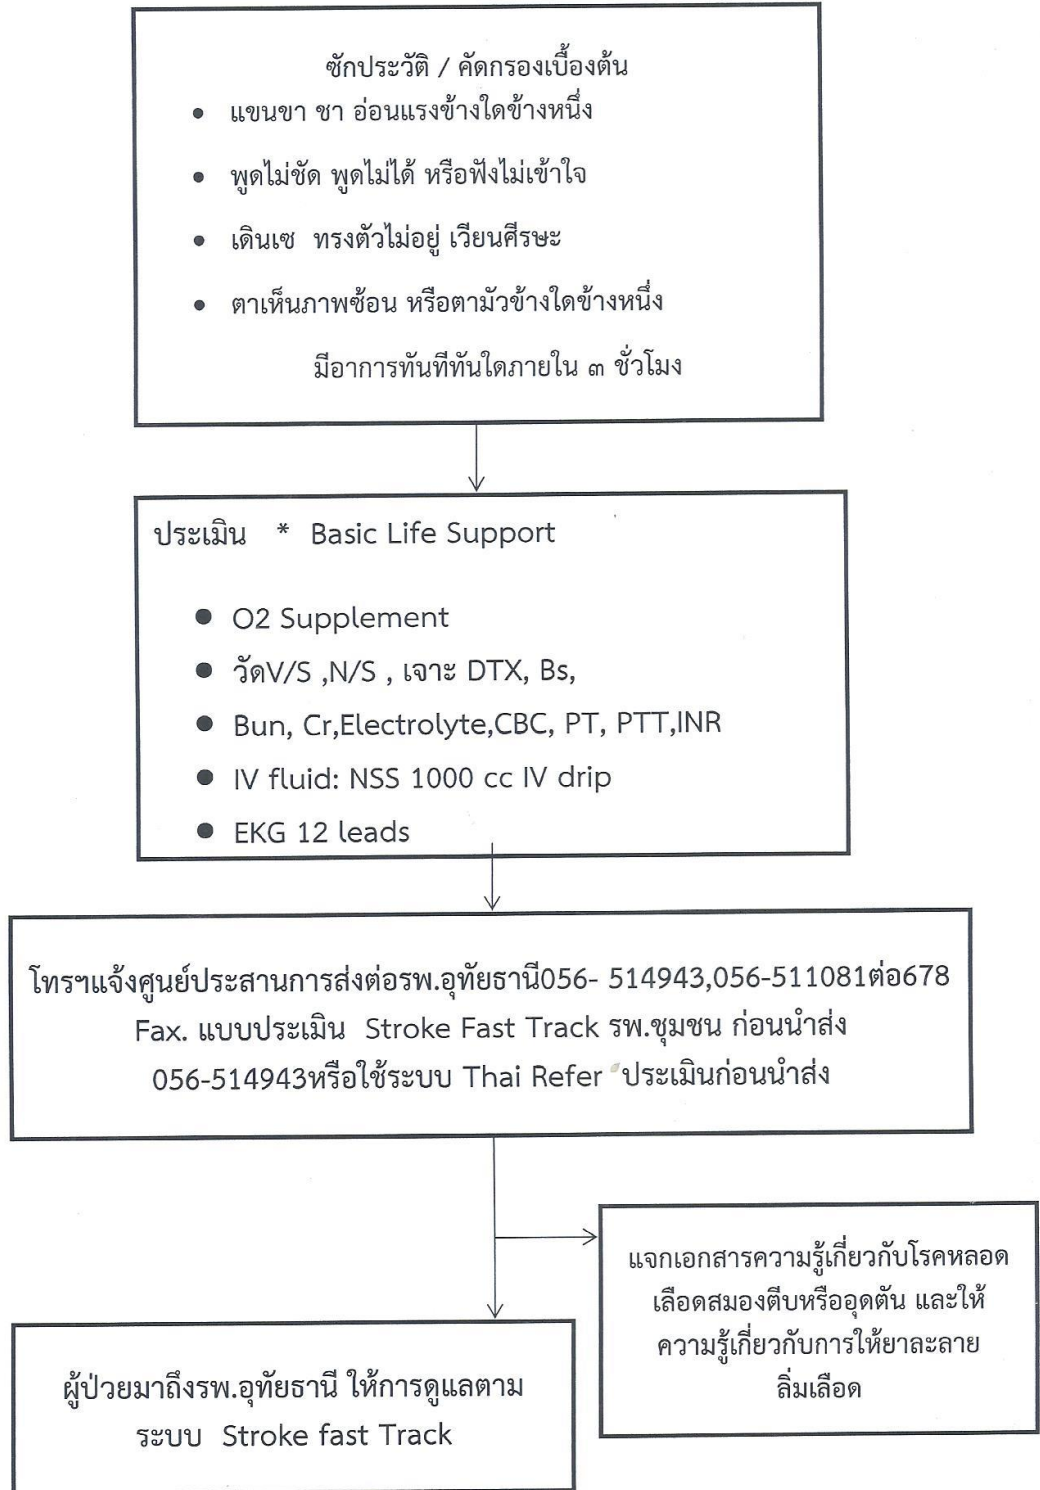 ซักประวัติ / คัดกรองเบื้องต้น
• แขนขา ชา อ่อนแรงข้างใดข้างหนึ่ง
• พูดไม่ชัด พูดไม่ได้ หรือฟังไม่เข้าใจ
• เดินเซ ทรงตัวไม่อยู่ เวียนศีรษะ
• ตาเห็นภาพซ้อน หรือตามัวข้างใดข้างหนึ่ง
มีอาการทันทีทันใดภายใน ๓ ชั่วโมง
ประเมิน * Basic Life Support
• O2 Supplement
• วัดV/S ,N/S , เจาะ DTX, Bs,
• Bun, Cr,Electrolyte,CBC, PT, PTT,INR
• IV fluid: NSS 1000 cc IV drip
• EKG 12 leads
โทรฯแจ้งศูนย์ประสานการส่งต่อรพ.อุทัยธานี056- 514943,056-511081ต่อ678
Fax. แบบประเมิน Stroke Fast Track รพ.ชุมชน ก่อนนำส่ง
056-514943หรือใช้ระบบ Thai Refer ประเมินก่อนนำส่ง
แจกเอกสารความรู้เกี่ยวกับโรคหลอด
เลือดสมองตีบหรืออุดตัน และให้
ความรู้เกี่ยวกับการให้ยาละลาย
ลิ่มเลือด
ผู้ป่วยมาถึงรพ.อุทัยธานี ให้การดูแลตาม
ระบบ Stroke fast Track